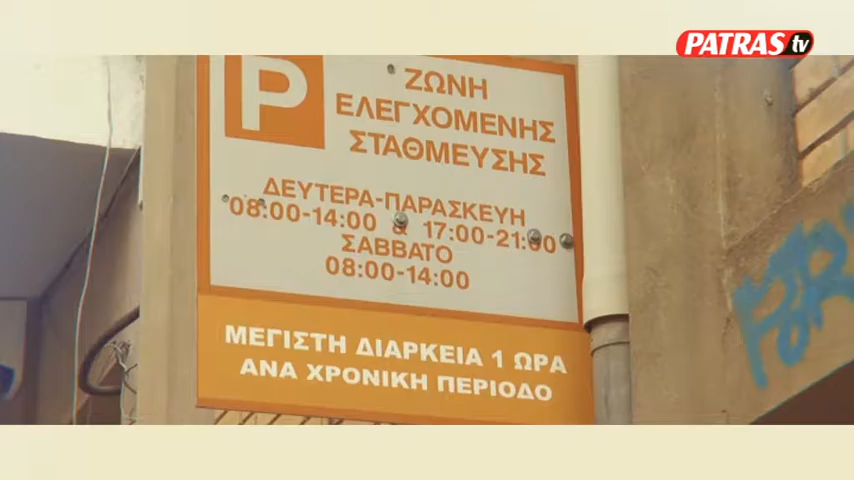 PATRAS tv
P
ΖΩΝΗ
ΕΛΕΓΧΟΜΕΝΗΣ
ΣΤΑΘΜΕΥΣΗΣ
ΔΕΥΤΕΡΑ-ΠΑΡΑΣΚΕΥΗ
08:00-14:00 & 17:00-21:00
ΣΑΒΒΑΤΟ
08:00-14:00
ΜΕΓΙΣΤΗ ΔΙΑΡΚΕΙΑ 1 ΩΡΑ
ΑΝΑ ΧΡΟΝΙΚΗ ΠΕΡΙΟΔΟ